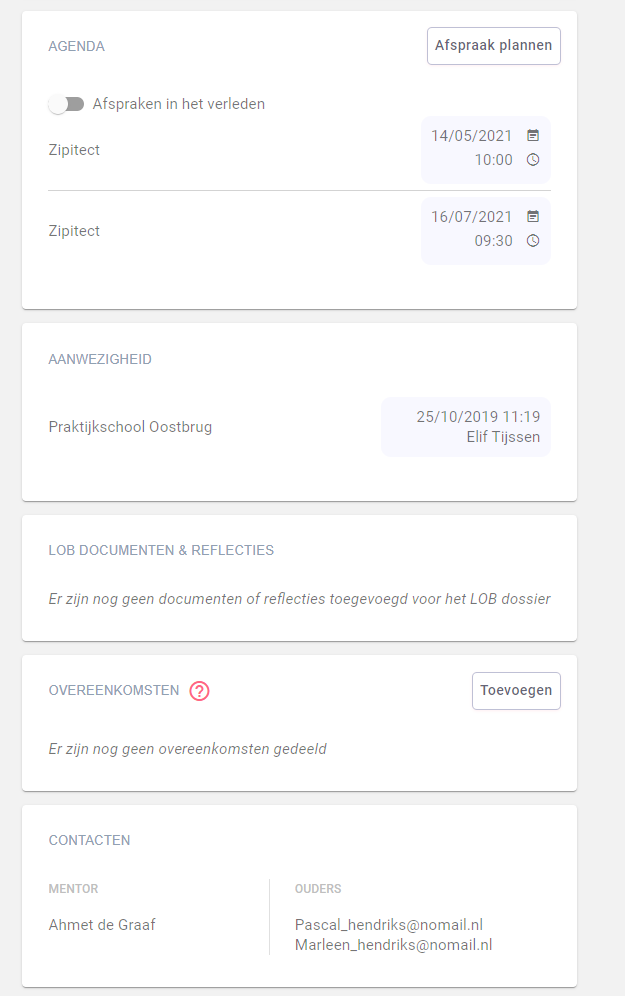 AGENDA
Afspraak plannen
Afspraken in het verleden
Zipitect
14/05/2021
10:00
Zipitect
16/07/2021
09:30
AANWEZIGHEID
Praktijkschool Oostbrug
25/10/2019 11:19
Elif Tijssen
LOB DOCUMENTEN & REFLECTIES
Er zijn nog geen documenten of reflecties toegevoegd voor het LOB dossier
OVEREENKOMSTEN ?
Toevoegen
Er zijn nog geen overeenkomsten gedeeld
CONTACTEN
MENTOR
Ahmet de Graaf
OUDERS
Pascal_hendriks@nomail.nl
Marleen_hendriks@nomail.nl